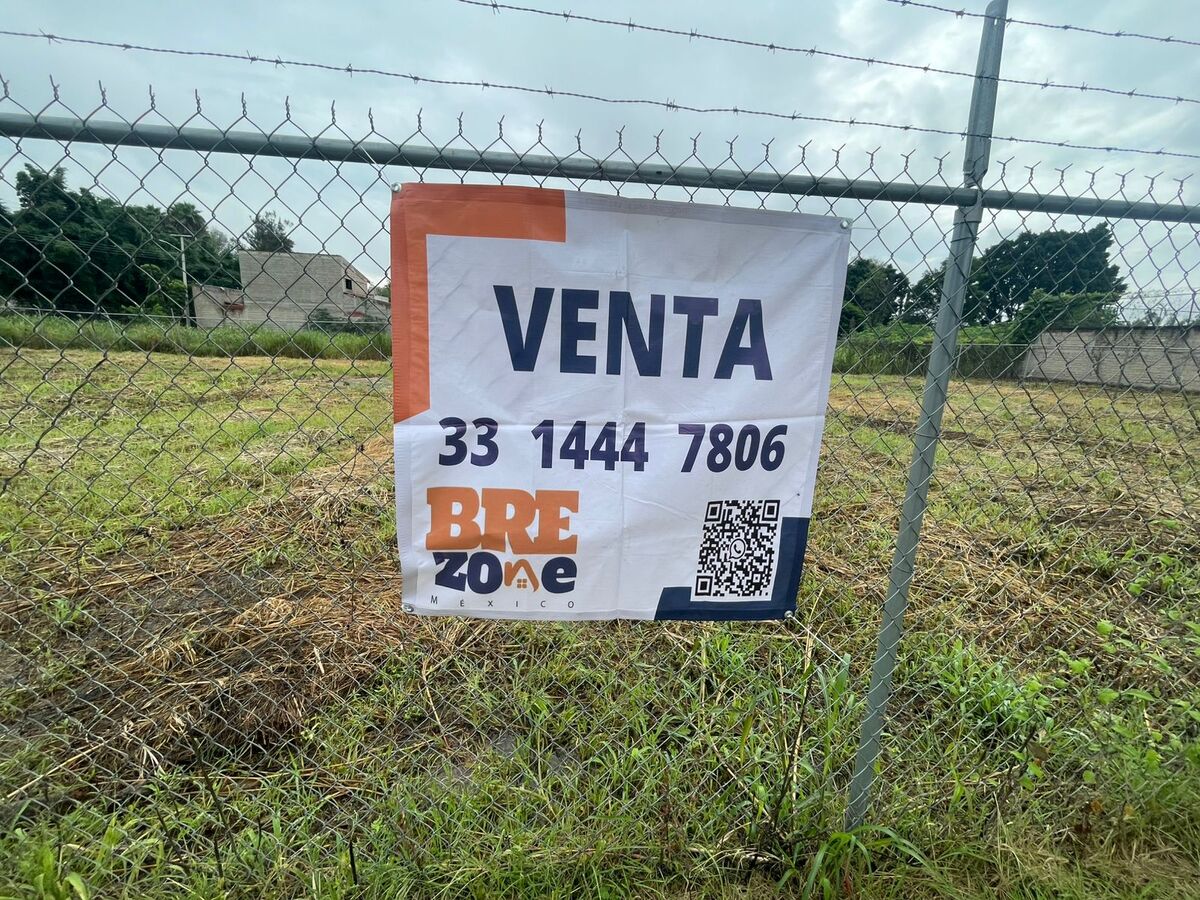 VENTA
33 1444 7806
BRE
zone
MÉXICO